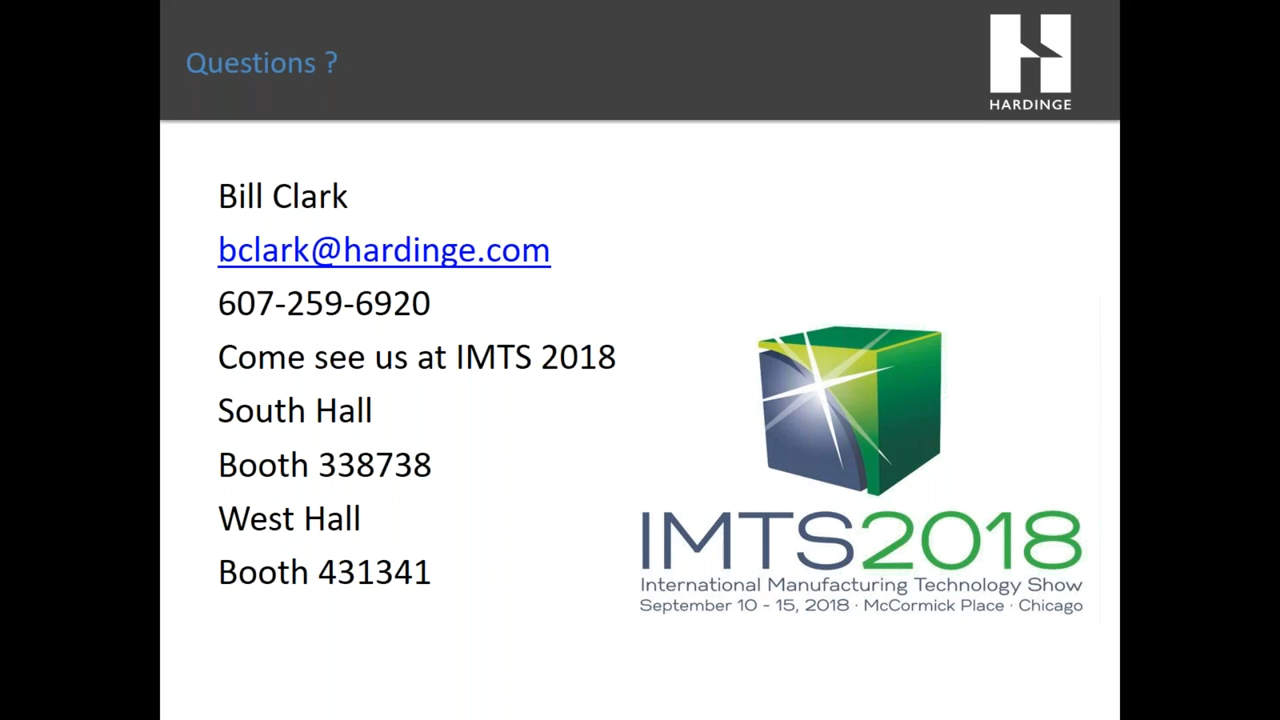 Questions ?
HARDINGE
Bill Clark
bclark@hardinge.com
607-259-6920
Come see us at IMTS 2018
South Hall
Booth 338738
West Hall
Booth 431341
IMTS2018
International Manufacturing Technology Show
September 10 - 15, 2018 · McCormick Place · Chicago